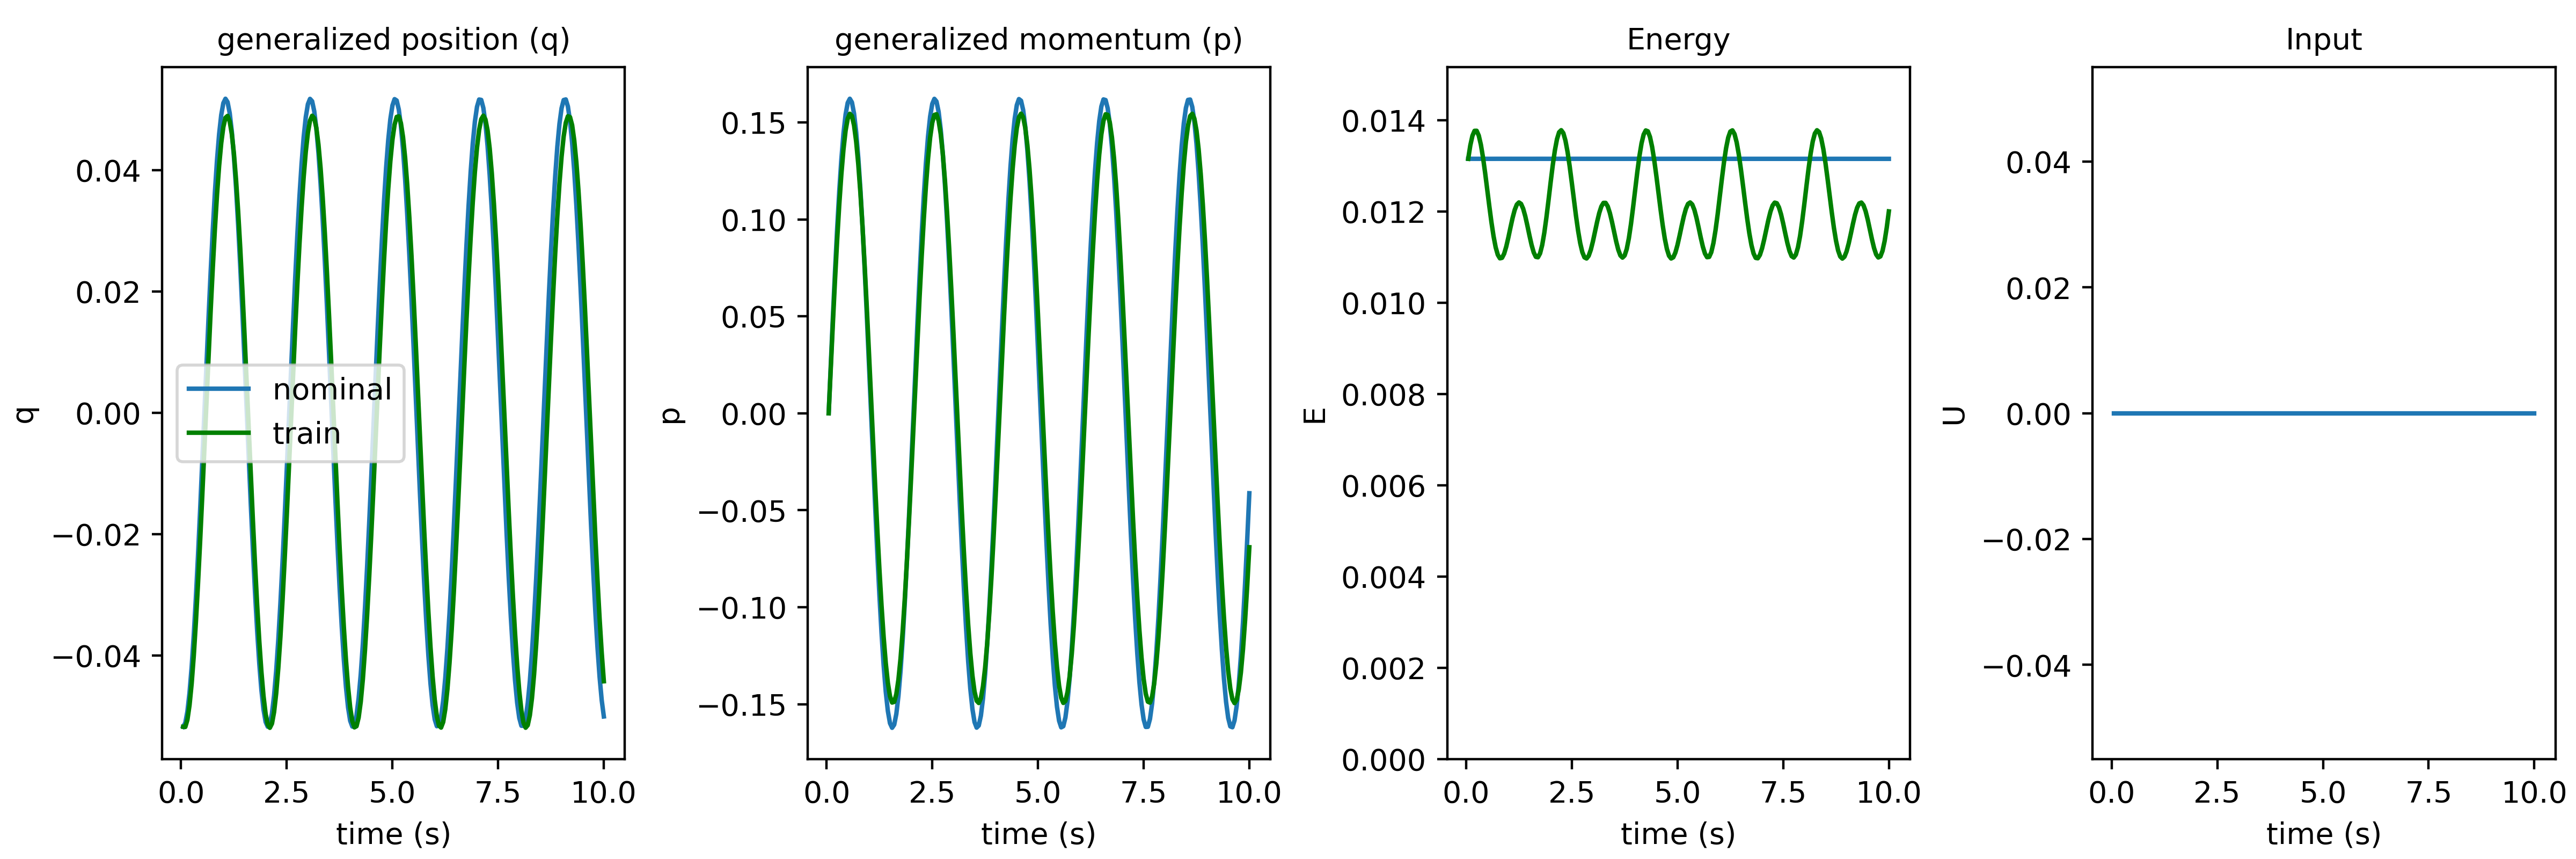 generalized position (q)
q
0.04
0.02
0.00
−0.02
−0.04
nominal
train
0.0 2.5 5.0 7.5 10.0
time (s)
generalized momentum (p)
p
0.15
0.10
0.05
0.00
−0.05
−0.10
−0.15
0.0 2.5 5.0 7.5 10.0
time (s)
Energy
E
0.014
0.012
0.010
0.008
0.006
0.004
0.002
0.000
0.0 2.5 5.0 7.5 10.0
time (s)
Input
U
0.04
0.02
0.00
−0.02
−0.04
0.0 2.5 5.0 7.5 10.0
time (s)